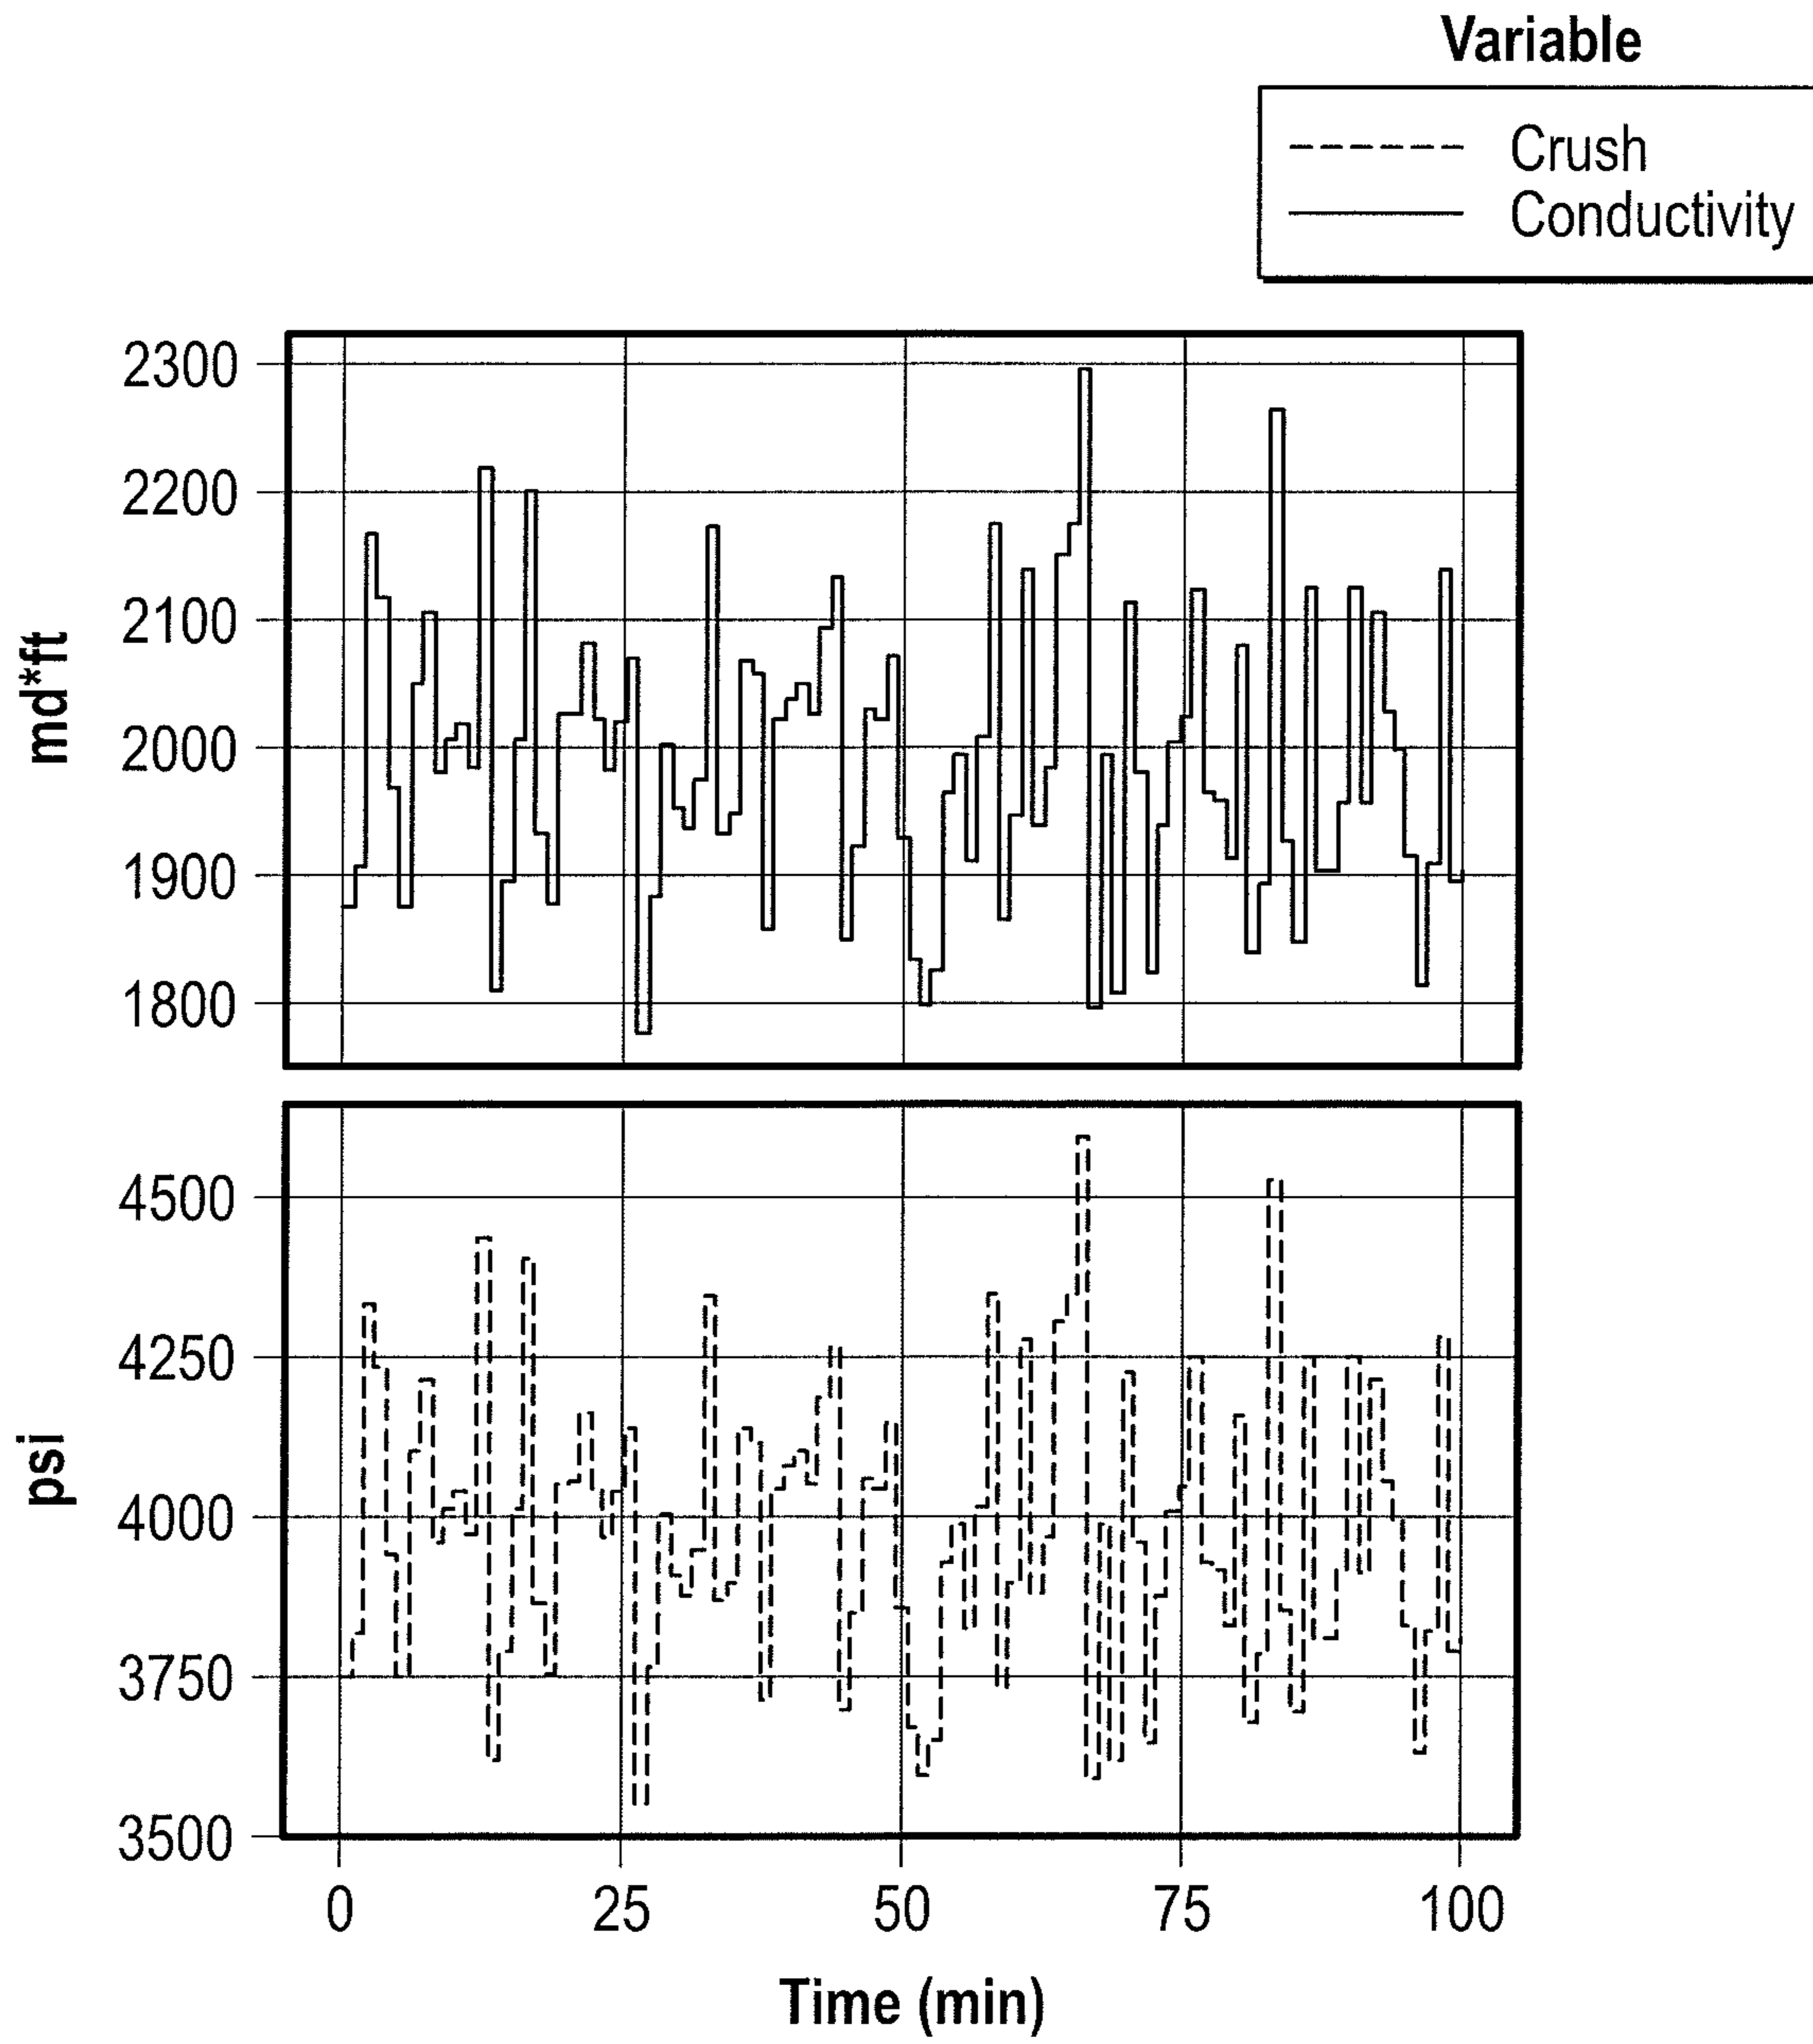 Variable
Crush
Conductivity
2300
2200
2100
2000
1900
1800
md*ft
4500
4250
4000
3750
3500
psi
0 25 50 75 100
Time (min)